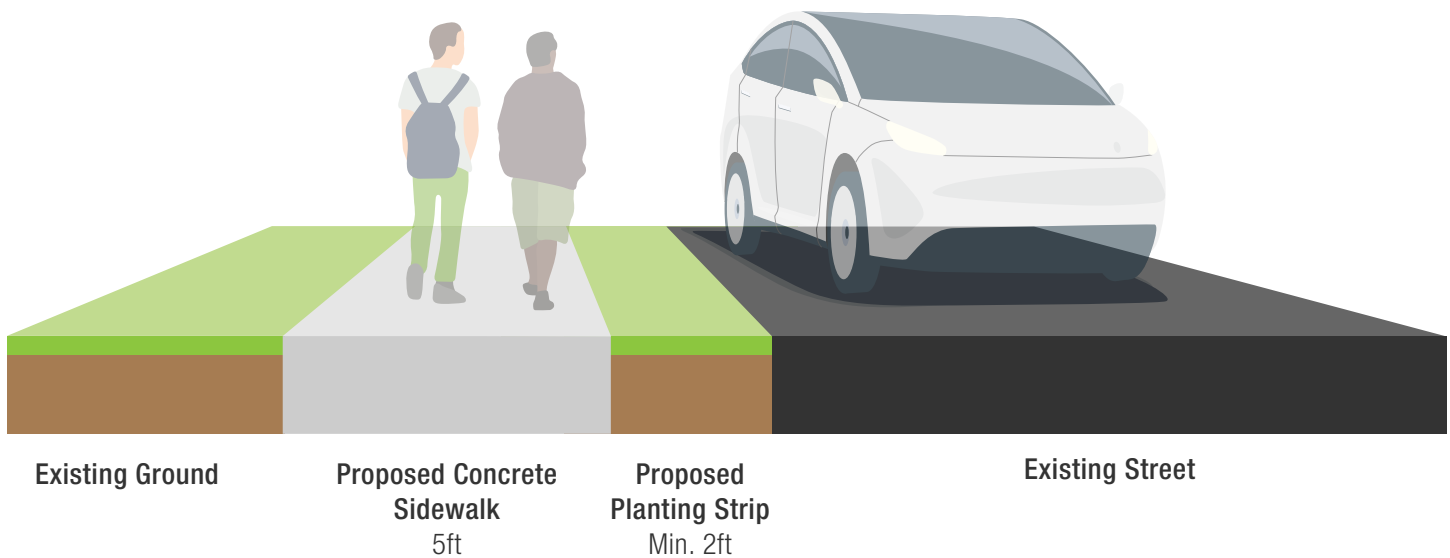 Existing Ground
Proposed Concrete
Sidewalk
5ft
Proposed
Planting Strip
Min. 2ft
Existing Street